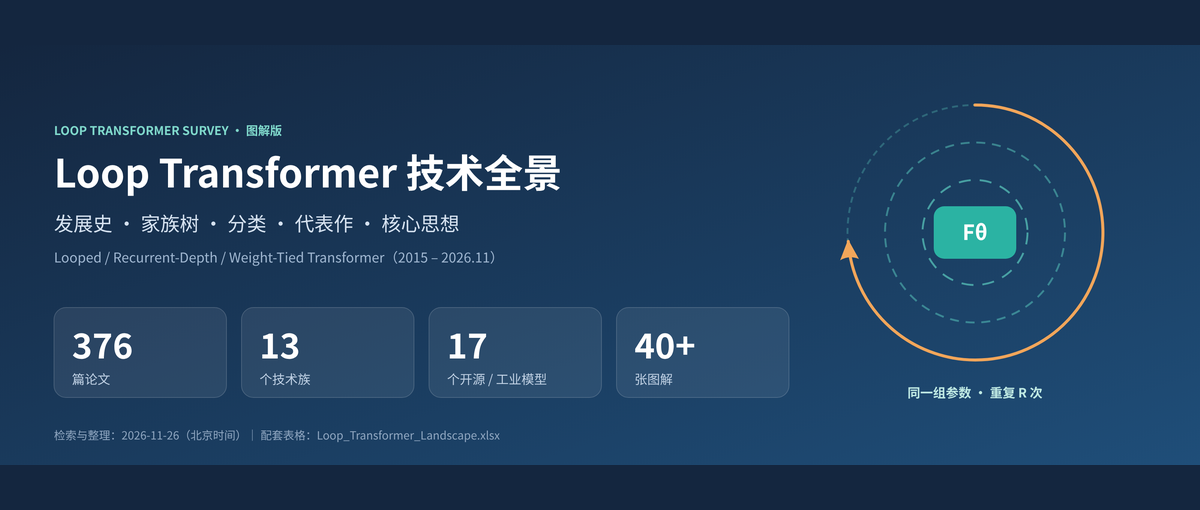 LOOP TRANSFORMER SURVEY · 图解版
Loop Transformer 技术全景
发展史 · 家族树 · 分类 · 代表作 · 核心思想
Looped / Recurrent-Depth / Weight-Tied Transformer（2015 – 2026.11）
376
篇论文
13
个技术族
17
个开源 / 工业模型
40+
张图解
检索与整理：2026-11-26（北京时间）｜ 配套表格：Loop_Transformer_Landscape.xlsx
Fθ
同一组参数 · 重复 R 次